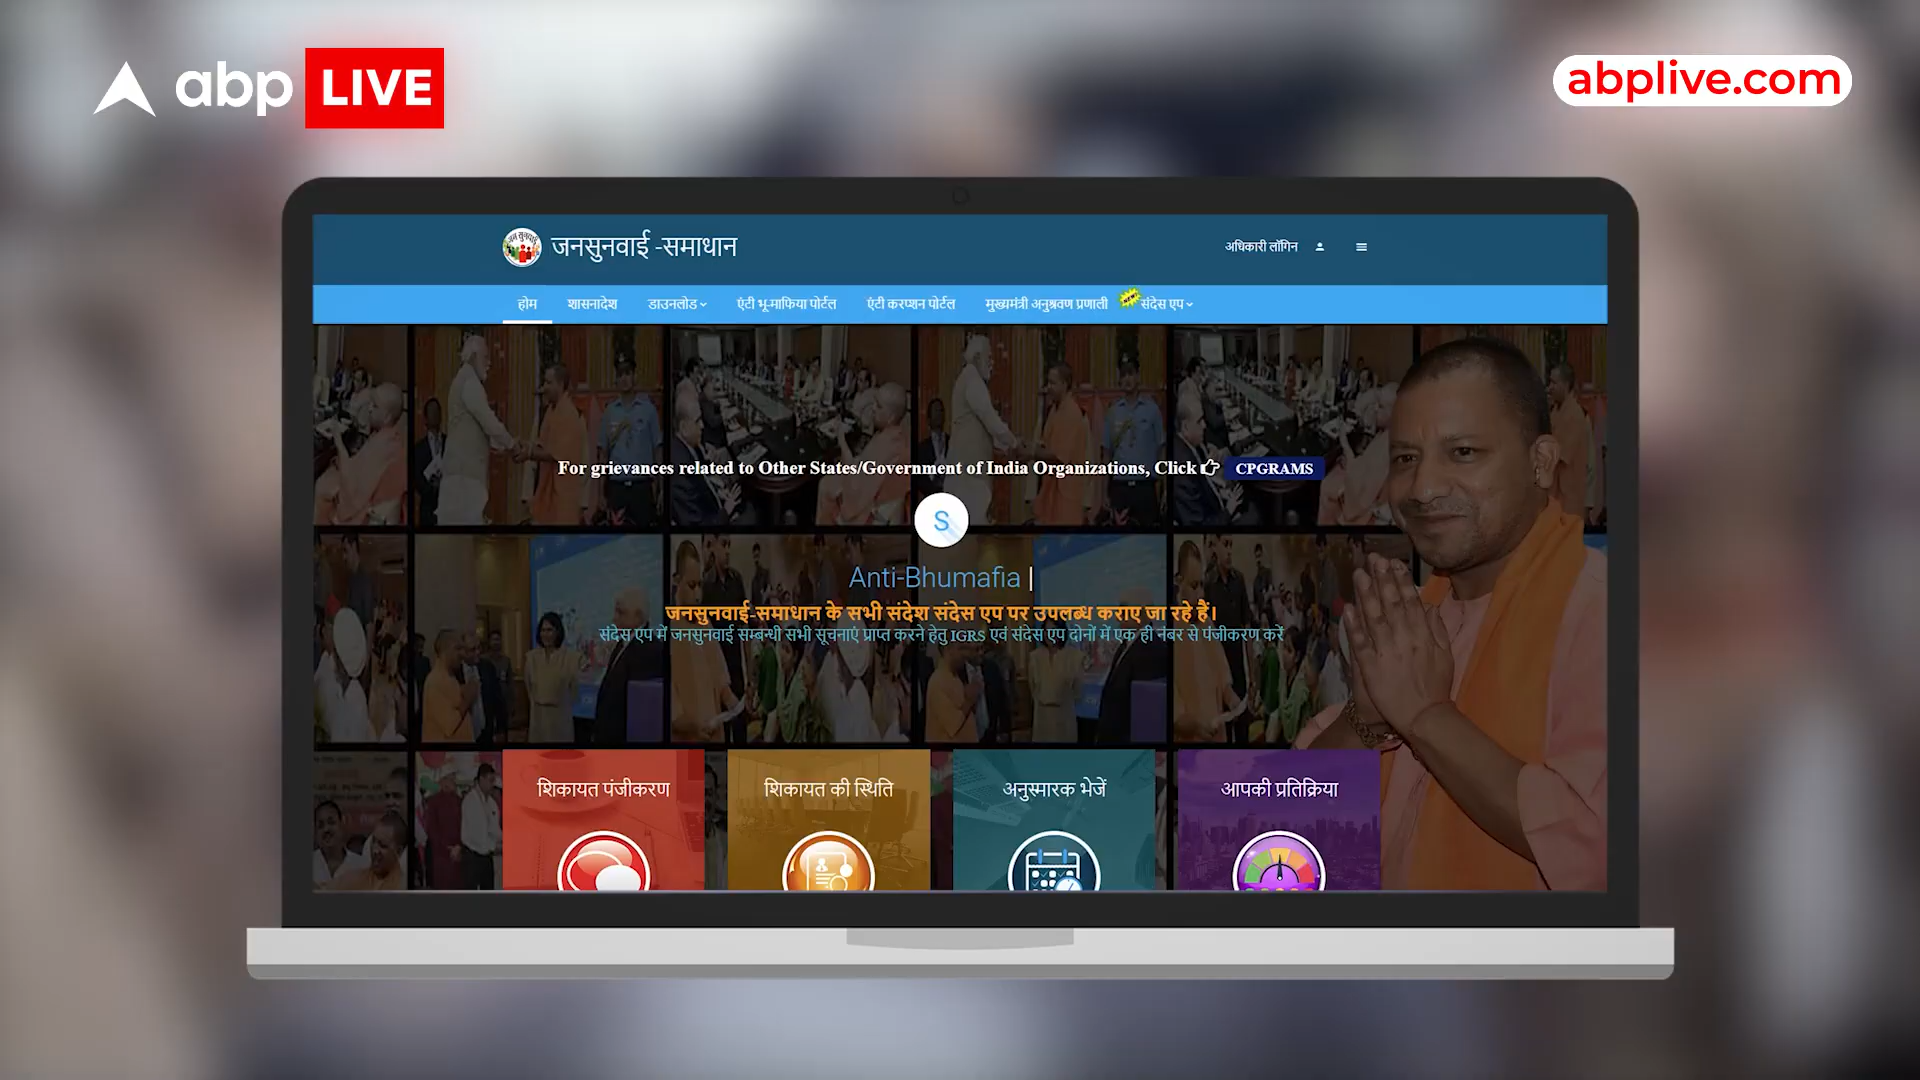 abp LIVE
abplive.com
जनसुनवाई -समाधान
अधिकारी लॉगिन
होम
शासनादेश
डाउनलोड
एंटी भू-माफिया पोर्टल
एंटी करप्शन पोर्टल
मुख्यमंत्री अनुश्रवण प्रणाली
संदेस एप
For grievances related to Other States/Government of India Organizations, Click CPGRAMS
S
Anti-Bhumafia |
जनसुनवाई-समाधान के सभी संदेश संदेस एप पर उपलब्ध कराए जा रहे हैं।
संदेस एप में जनसुनवाई सम्बन्धी सभी सूचनाएं प्राप्त करने हेतु IGRS एवं संदेस एप दोनों में एक ही नंबर से पंजीकरण करें
शिकायत पंजीकरण
शिकायत की स्थिति
अनुस्मारक भेजें
आपकी प्रतिक्रिया